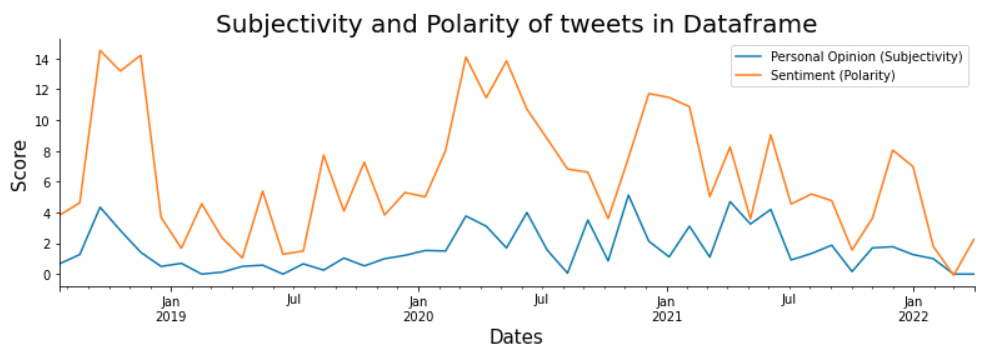 Subjectivity and Polarity of tweets in Dataframe
Personal Opinion (Subjectivity)
Sentiment (Polarity)
Score
14
12
10
8
6
4
2
0
Jan Jul Jan Jul Jan Jul Jan
2019 2020 2021 2022
Dates